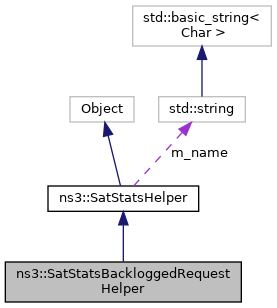 std::basic_string<
Char >
Object
std::string
m_name
ns3::SatStatsHelper
ns3::SatStatsBackloggedRequest
Helper